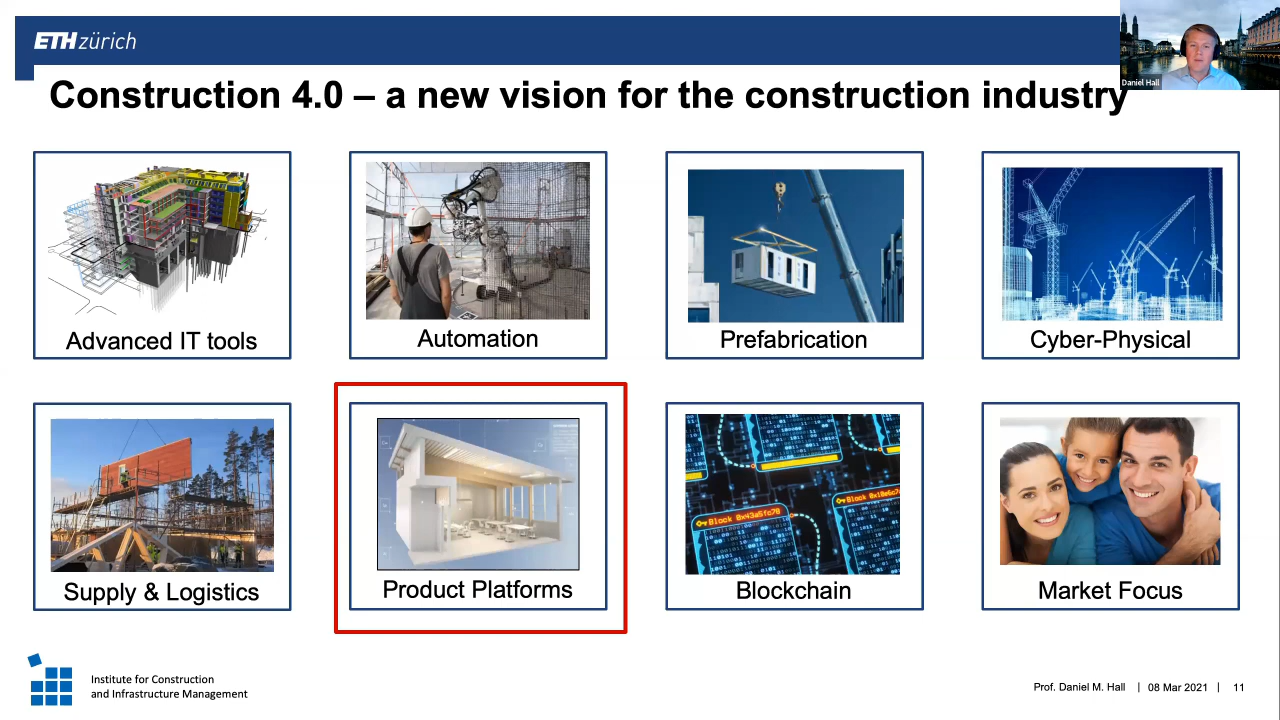 ETH zürich
Daniel Hall
Construction 4.0 – a new vision for the construction industry
Advanced IT tools
Automation
Prefabrication
Cyber-Physical
Supply & Logistics
Product Platforms
Block 0x43a5fc78
Blockchain
Market Focus
Institute for Construction
and Infrastructure Management
Prof. Daniel M. Hall | 08 Mar 2021 | 11